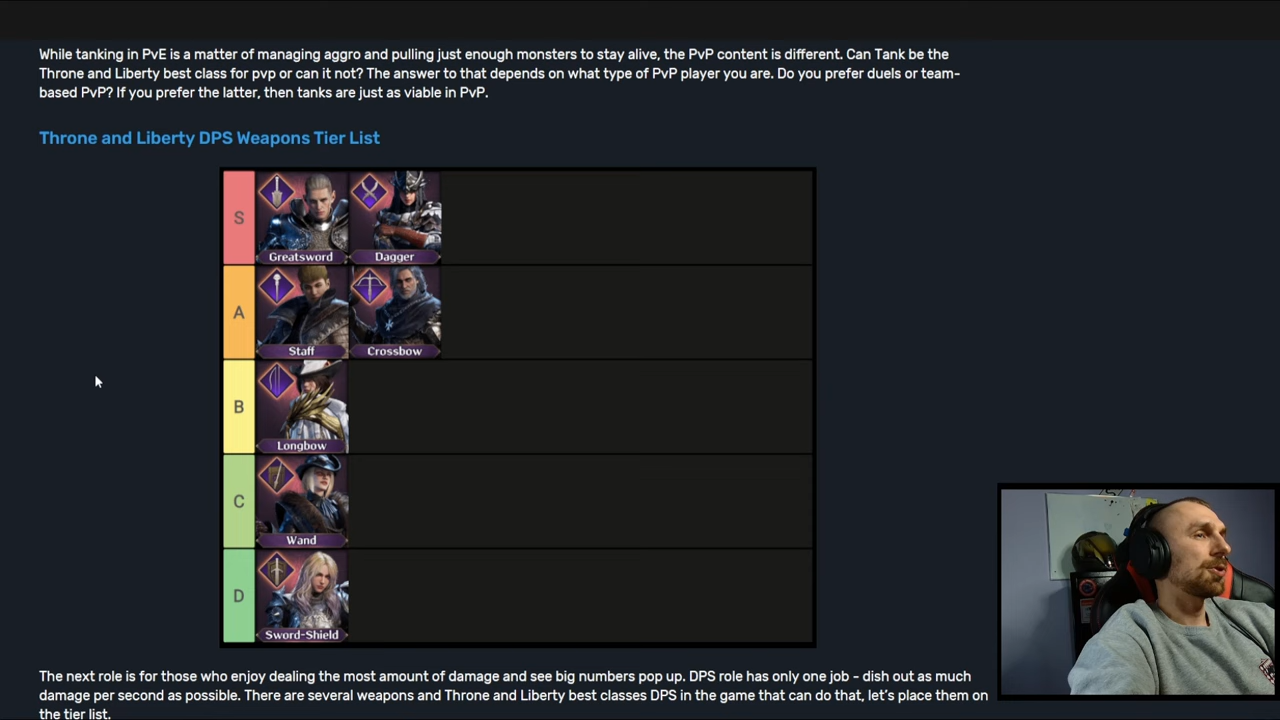 While tanking in PvE is a matter of managing aggro and pulling just enough monsters to stay alive, the PvP content is different. Can Tank be the
Throne and Liberty best class for pvp or can it not? The answer to that depends on what type of PvP player you are. Do you prefer duels or team-
based PvP? If you prefer the latter, then tanks are just as viable in PvP.
Throne and Liberty DPS Weapons Tier List
S
Greatsword
Dagger
A
Staff
Crossbow
B
Longbow
C
Wand
D
Sword-Shield
The next role is for those who enjoy dealing the most amount of damage and see big numbers pop up. DPS role has only one job - dish out as much
damage per second as possible. There are several weapons and Throne and Liberty best classes DPS in the game that can do that, let’s place them on
the tier list.